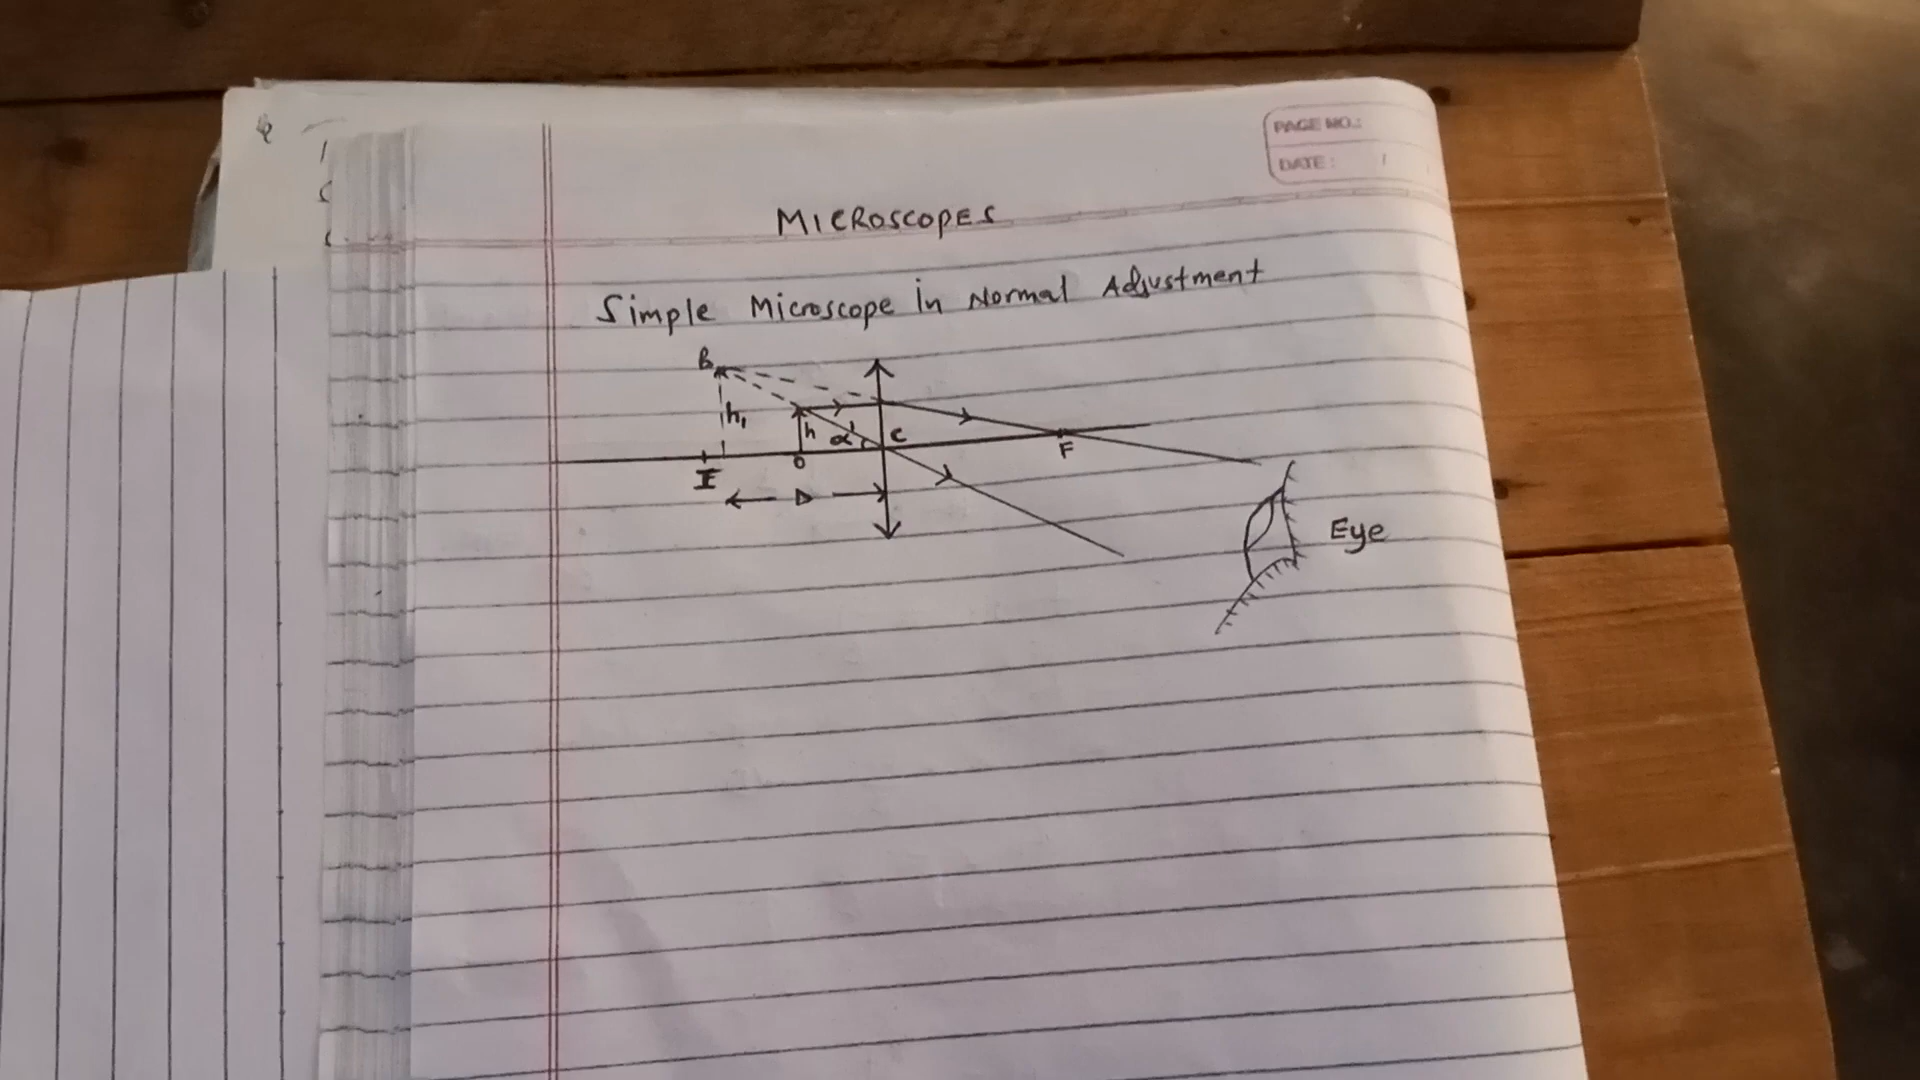 PAGE NO.:
DATE: /
MICROSCOPES
Simple Microscope in Normal Adjustment
B
h₁
h
α'
C
F
I
O
D
Eye